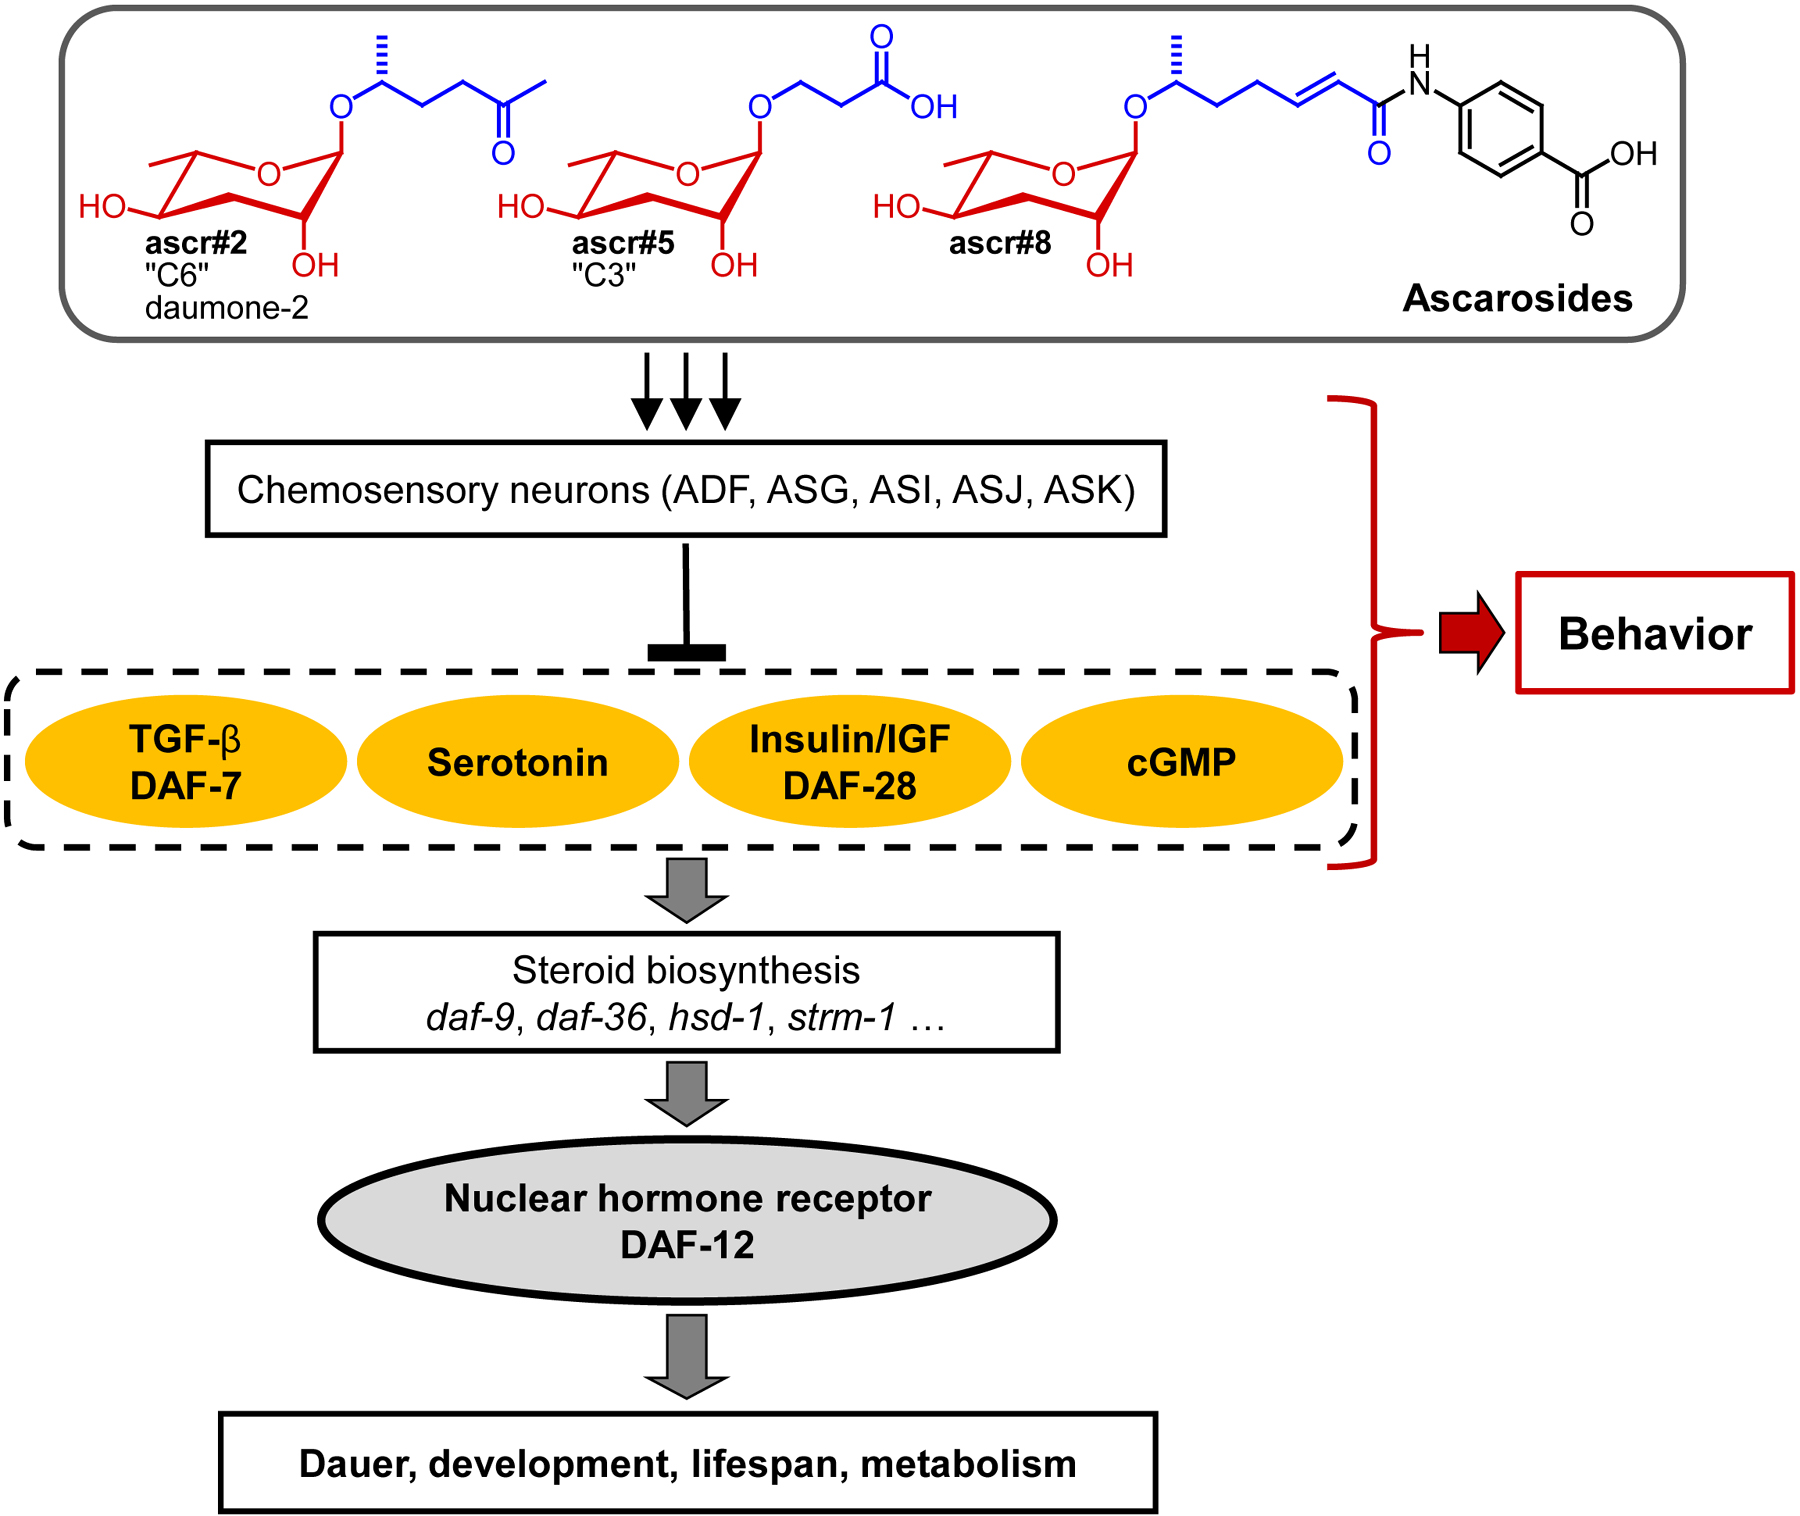 O
O
O
OH
O
O
O
H
N
OH
O
O
HO
OH
ascr#2
"C6"
daumone-2
O
HO
OH
ascr#5
"C3"
O
HO
OH
ascr#8
Ascarosides
Chemosensory neurons (ADF, ASG, ASI, ASJ, ASK)
Behavior
TGF-β
DAF-7
Serotonin
Insulin/IGF
DAF-28
cGMP
Steroid biosynthesis
daf-9, daf-36, hsd-1, strm-1 …
Nuclear hormone receptor
DAF-12
Dauer, development, lifespan, metabolism